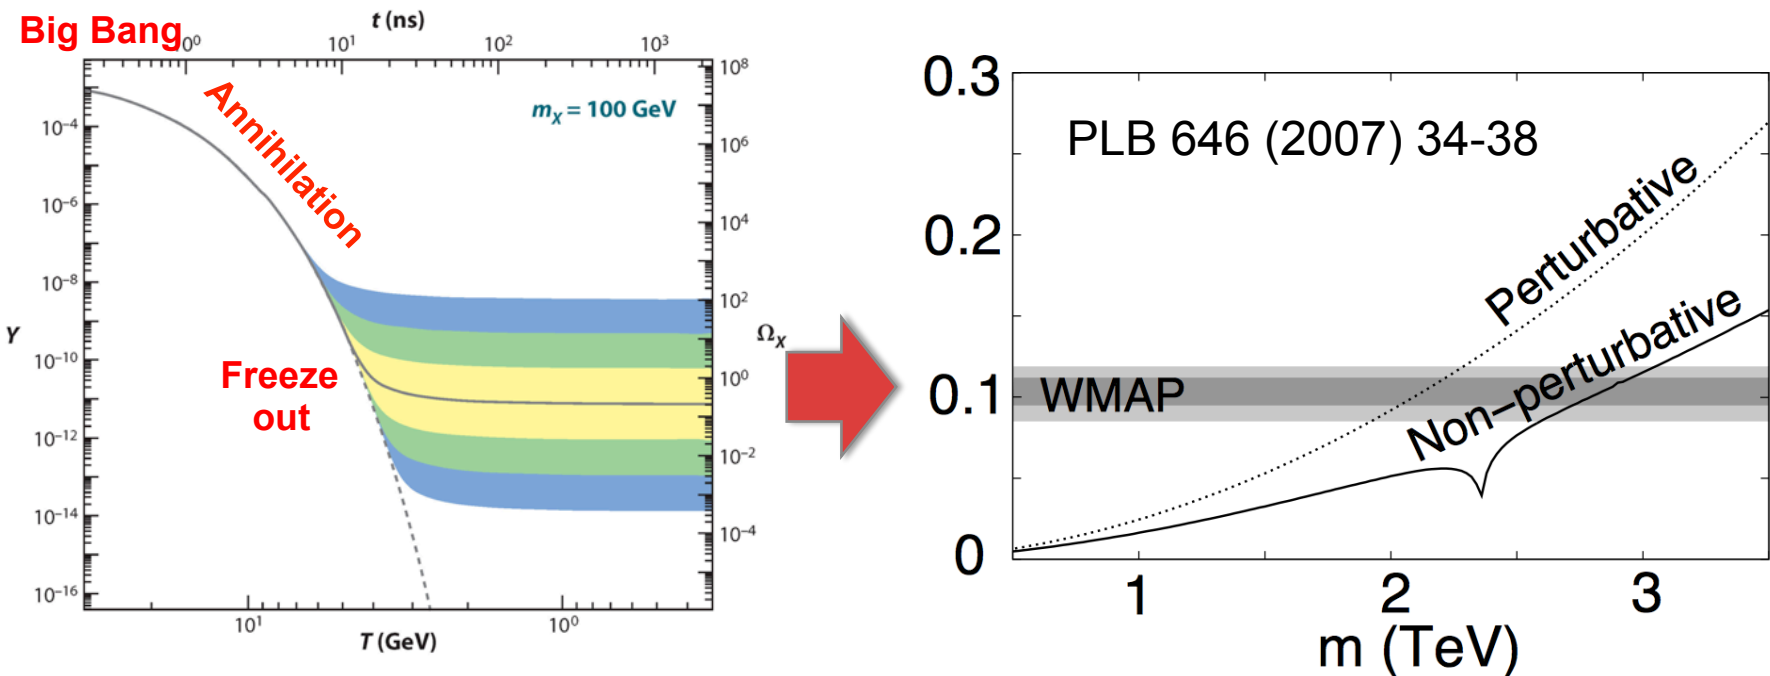 Big Bang
t (ns)
10⁰ 10¹ 10² 10³
Annihilation
mχ = 100 GeV
10⁻⁴
10⁻⁶
10⁻⁸
10⁻¹⁰
10⁻¹²
10⁻¹⁴
10⁻¹⁶
Y
Freeze
out
10⁸
10⁶
10⁴
10²
10⁰
10⁻²
10⁻⁴
Ωχ
10¹ 10⁰
T (GeV)
0.3
0.2
0.1
0
PLB 646 (2007) 34-38
Perturbative
Non-perturbative
WMAP
1 2 3
m (TeV)